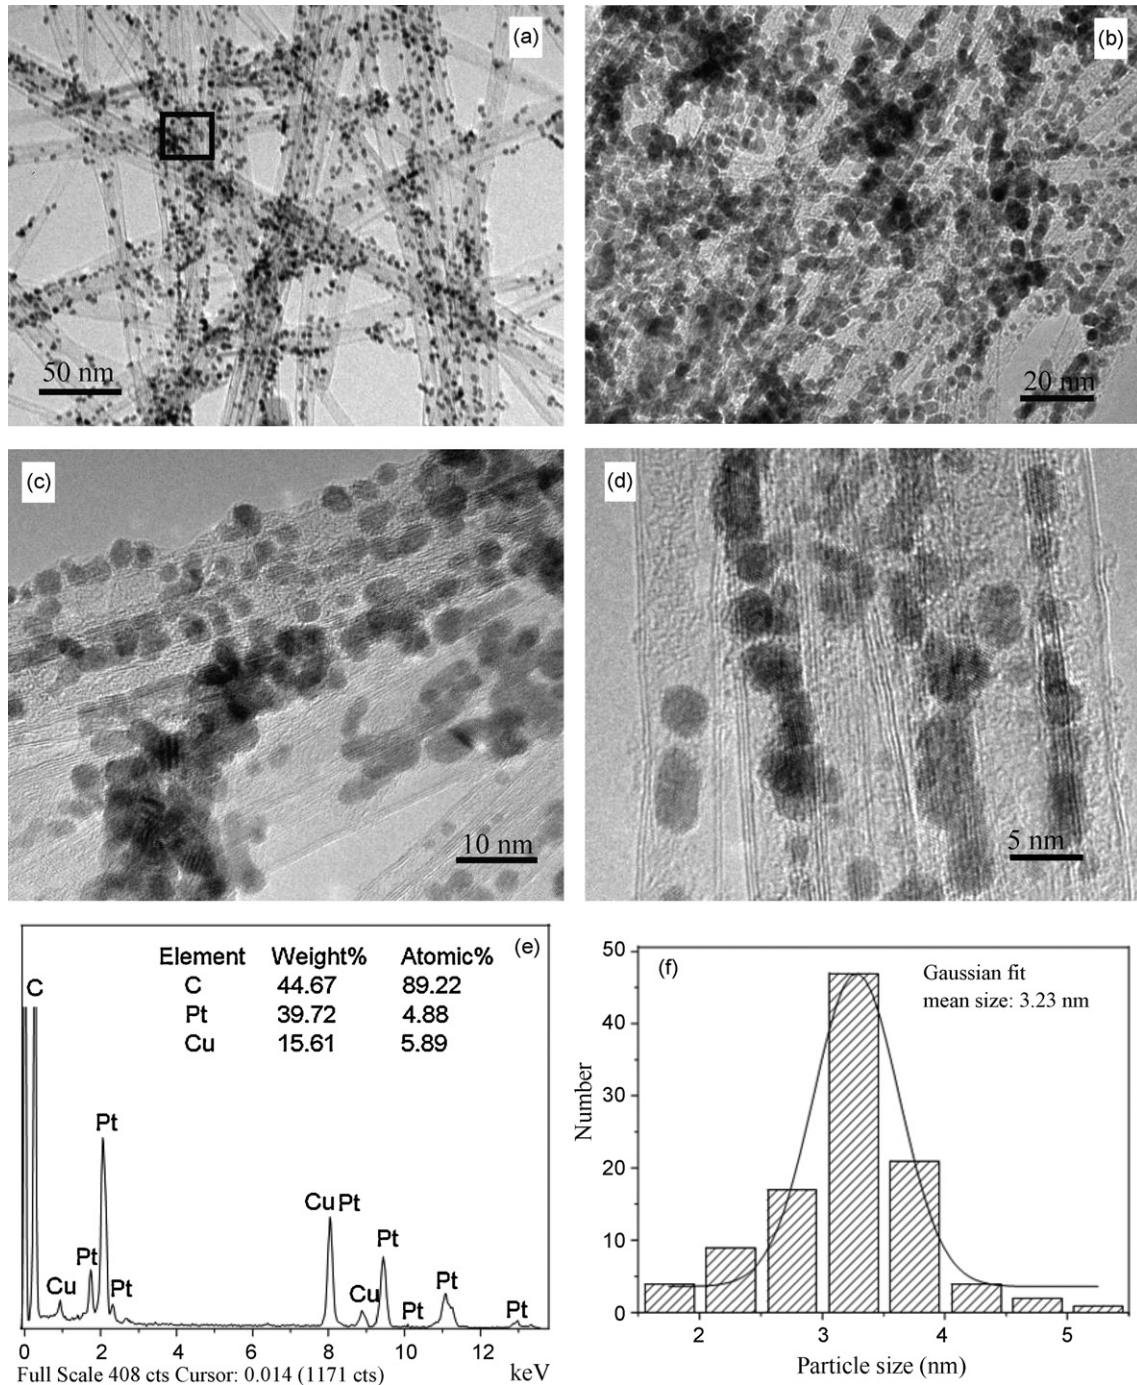 (a)
50 nm
(b)
20 nm
(c)
10 nm
(d)
5 nm
(e)
Element Weight% Atomic%
C 44.67 89.22
Pt 39.72 4.88
Cu 15.61 5.89
C
Pt
Cu Pt
Pt
Cu
Pt
Pt
Cu
Pt
Pt
Pt
0 2 4 6 8 10 12
keV
Full Scale 408 cts Cursor: 0.014 (1171 cts)
(f)
Gaussian fit
mean size: 3.23 nm
50
40
30
20
10
0
Number
2 3 4 5
Particle size (nm)